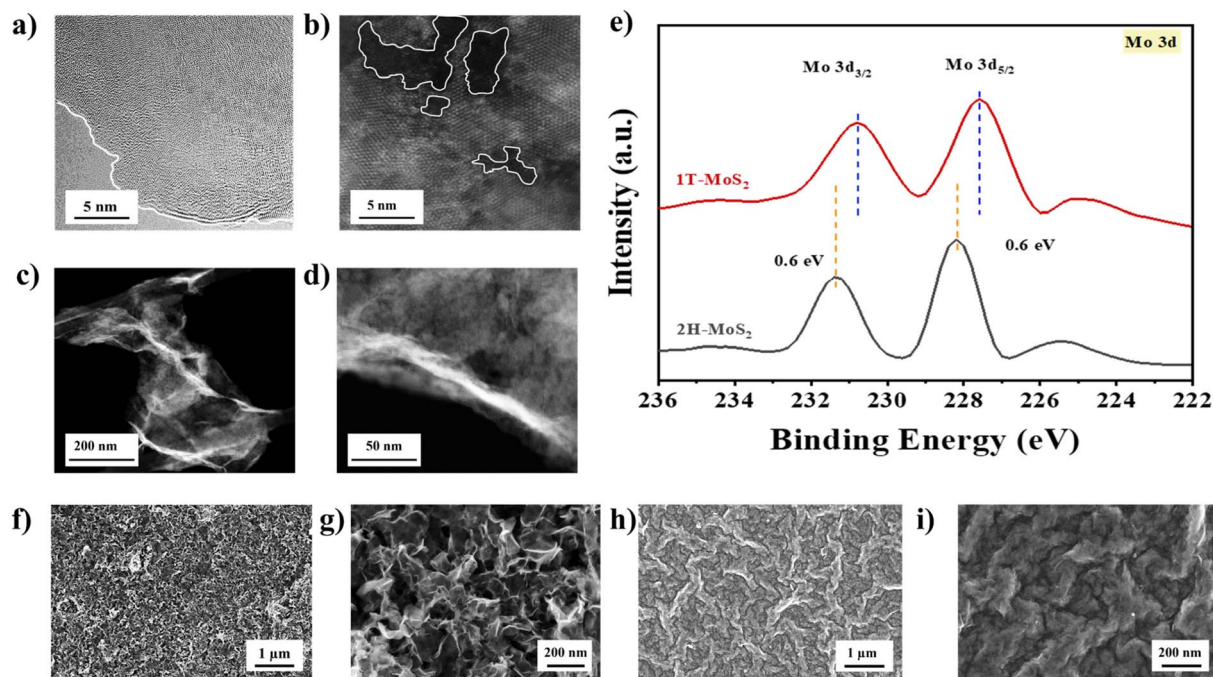 a)
5 nm
b)
5 nm
c)
200 nm
d)
50 nm
e)
Mo 3d
Mo 3d3/2
Mo 3d5/2
1T-MoS2
0.6 eV
0.6 eV
2H-MoS2
Intensity (a.u.)
236 234 232 230 228 226 224 222
Binding Energy (eV)
f)
1 µm
g)
200 nm
h)
1 µm
i)
200 nm